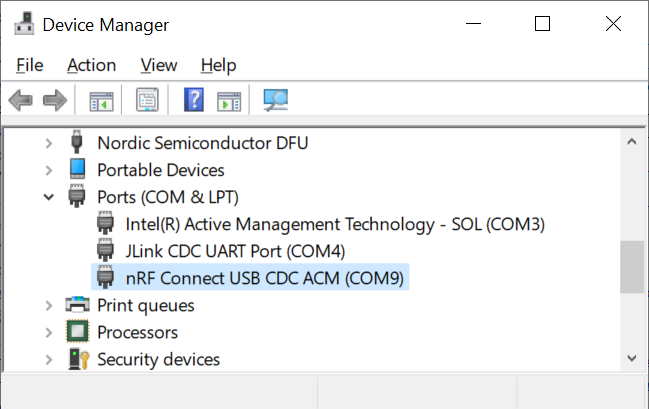 Device Manager
File Action View Help
Nordic Semiconductor DFU
Portable Devices
Ports (COM & LPT)
Intel(R) Active Management Technology - SOL (COM3)
JLink CDC UART Port (COM4)
nRF Connect USB CDC ACM (COM9)
Print queues
Processors
Security devices